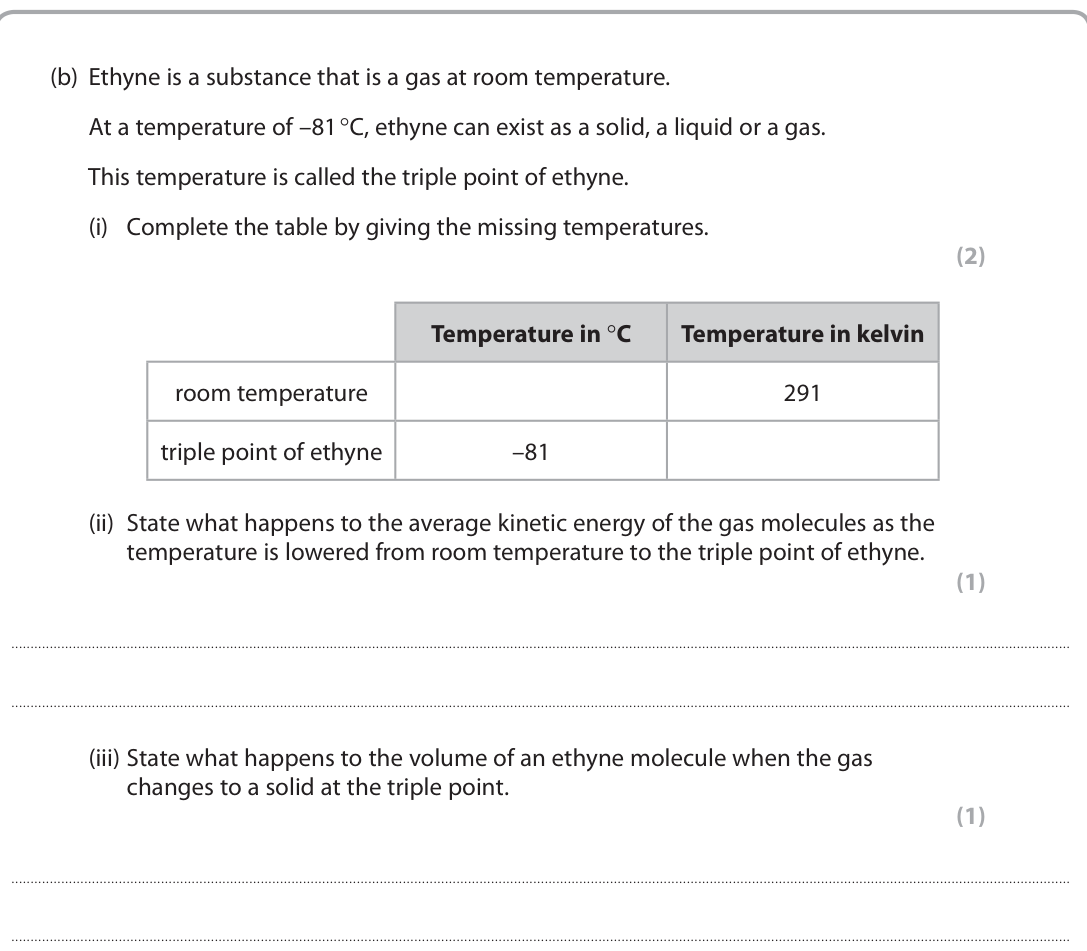 (b) Ethyne is a substance that is a gas at room temperature.
At a temperature of –81 °C, ethyne can exist as a solid, a liquid or a gas.
This temperature is called the triple point of ethyne.
(i) Complete the table by giving the missing temperatures.
(2)
Temperature in °C Temperature in kelvin
room temperature 291
triple point of ethyne –81
(ii) State what happens to the average kinetic energy of the gas molecules as the
temperature is lowered from room temperature to the triple point of ethyne.
(1)
(iii) State what happens to the volume of an ethyne molecule when the gas
changes to a solid at the triple point.
(1)